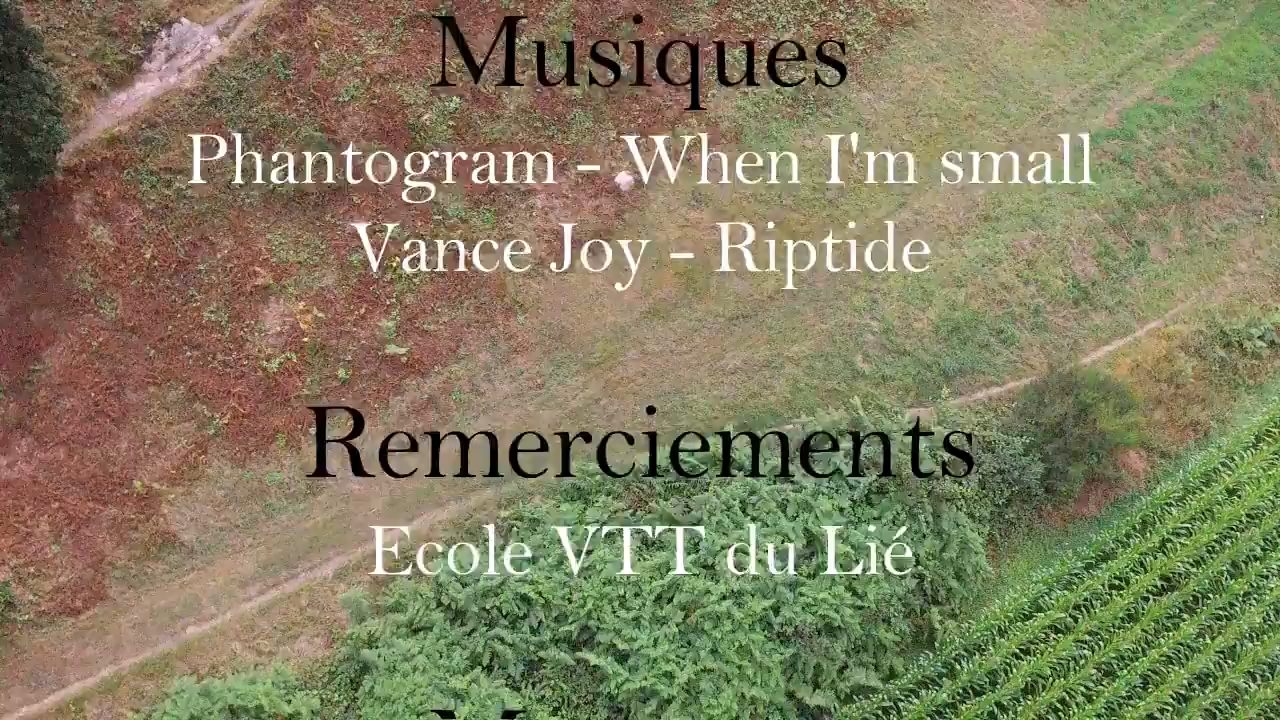 Musiques
Phantogram - When I'm small
Vance Joy - Riptide
Remerciements
Ecole VTT du Lié